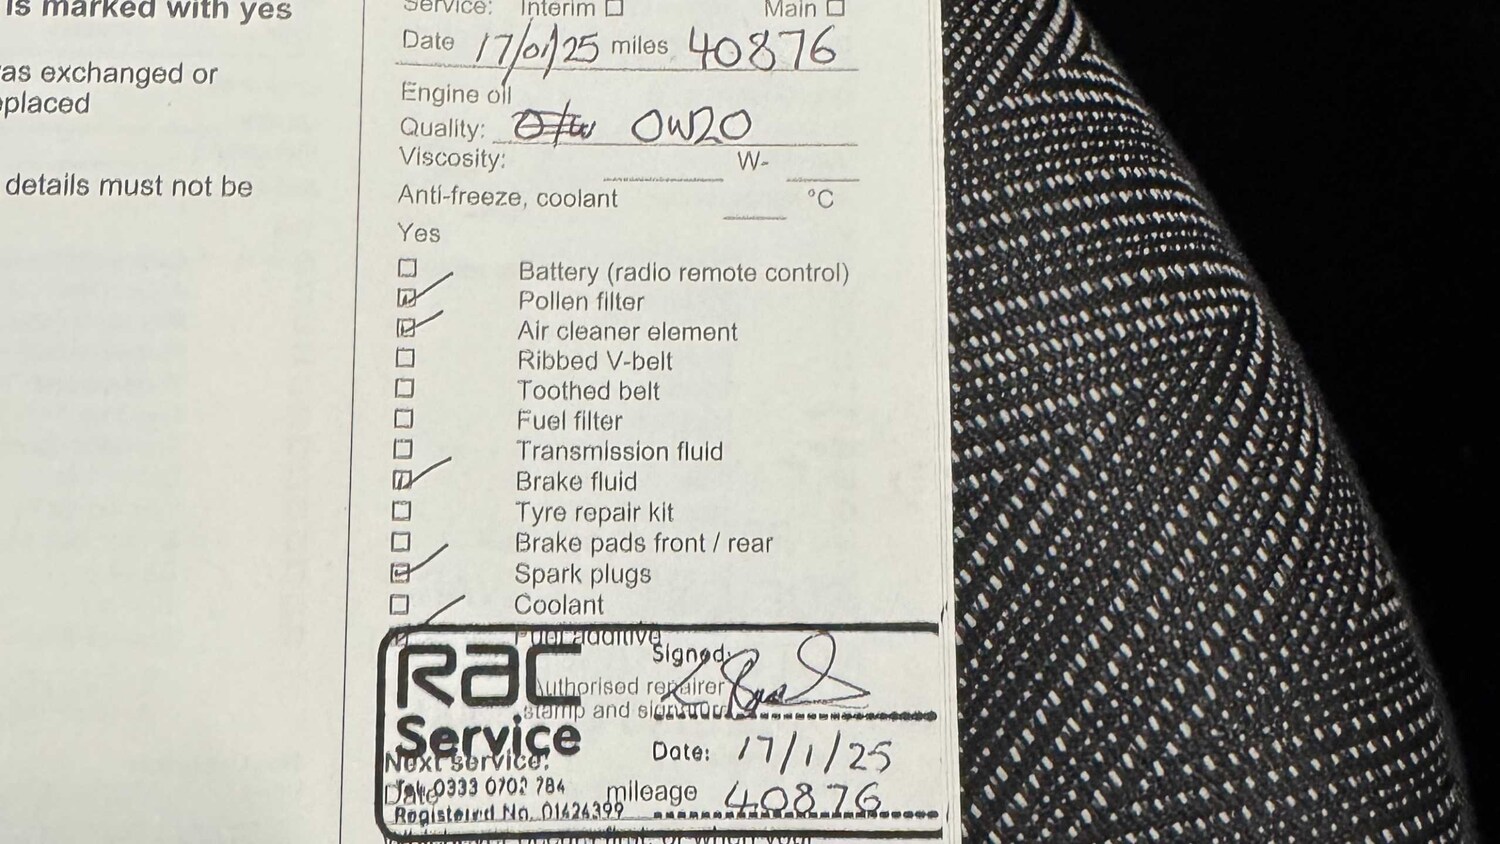 is marked with yes
as exchanged or
placed
details must not be
Service: Interim Main
Date 17/01/25 miles 40876
Engine oil
Quality: 0W20
Viscosity: W-
Anti-freeze, coolant °C
Yes
Battery (radio remote control)
Pollen filter
Air cleaner element
Ribbed V-belt
Toothed belt
Fuel filter
Transmission fluid
Brake fluid
Tyre repair kit
Brake pads front / rear
Spark plugs
Coolant
Fuel additive
RAC Signed:
Authorised repairer
stamp and signature
Service Date: 17/1/25
Next service:
Date mileage 40876
Tel. 0333 0702 784
Registered No. 01424399